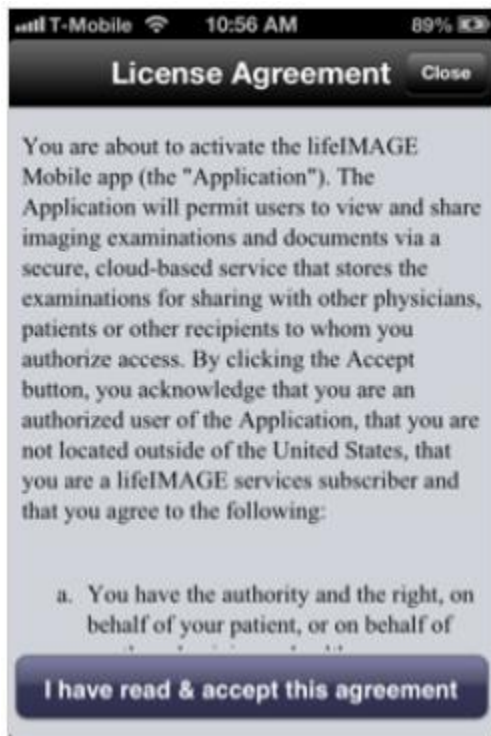 T-Mobile 10:56 AM 89%
License Agreement Close
You are about to activate the lifeIMAGE
Mobile app (the "Application"). The
Application will permit users to view and share
imaging examinations and documents via a
secure, cloud-based service that stores the
examinations for sharing with other physicians,
patients or other recipients to whom you
authorize access. By clicking the Accept
button, you acknowledge that you are an
authorized user of the Application, that you are
not located outside of the United States, that
you are a lifeIMAGE services subscriber and
that you agree to the following:
a. You have the authority and the right, on
behalf of your patient, or on behalf of
I have read & accept this agreement